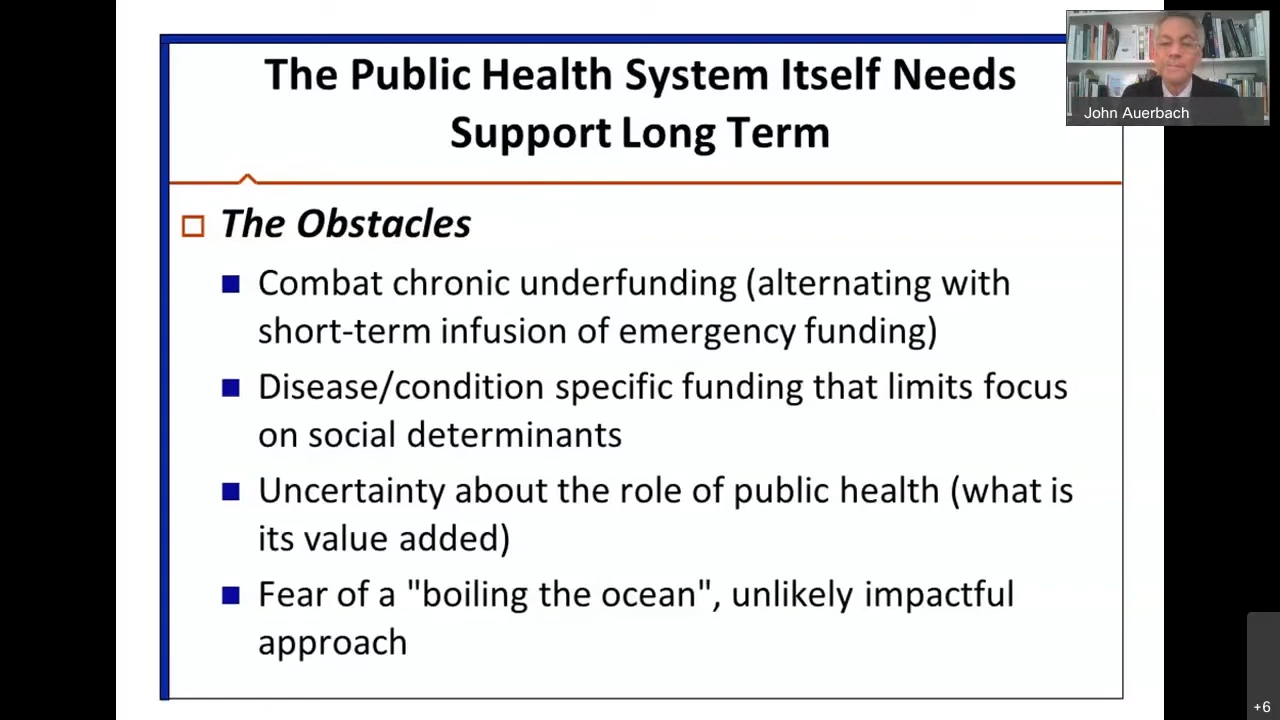 The Public Health System Itself Needs
Support Long Term
John Auerbach
The Obstacles
Combat chronic underfunding (alternating with
short-term infusion of emergency funding)
Disease/condition specific funding that limits focus
on social determinants
Uncertainty about the role of public health (what is
its value added)
Fear of a "boiling the ocean", unlikely impactful
approach
+6